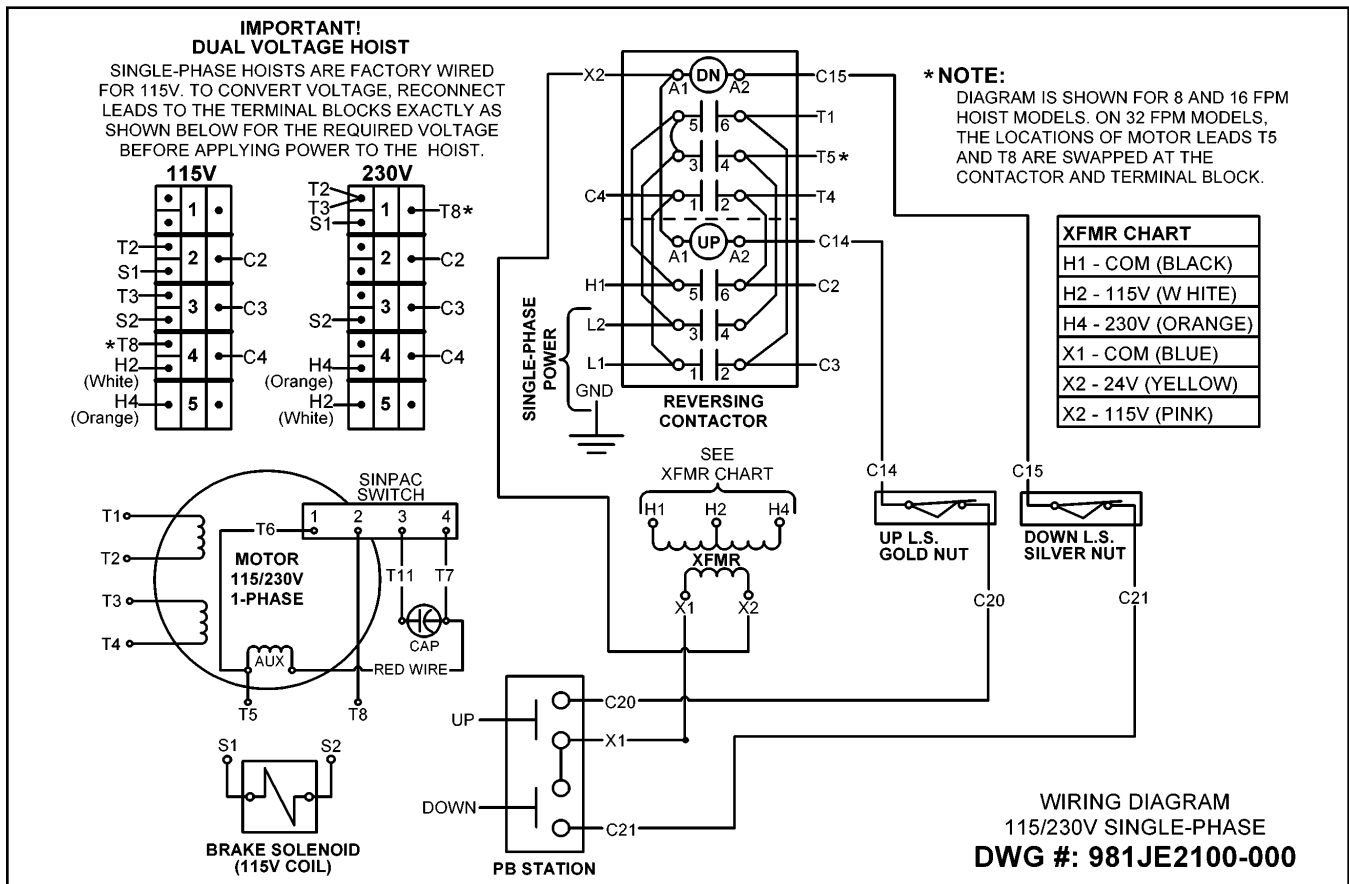 IMPORTANT!
DUAL VOLTAGE HOIST
SINGLE-PHASE HOISTS ARE FACTORY WIRED
FOR 115V. TO CONVERT VOLTAGE, RECONNECT
LEADS TO THE TERMINAL BLOCKS EXACTLY AS
SHOWN BELOW FOR THE REQUIRED VOLTAGE
BEFORE APPLYING POWER TO THE HOIST.
115V
1
T2
S1
2
C2
T3
S2
3
C3
*T8
H2
(White)
4
C4
H4
(Orange)
5
230V
T2
T3
S1
1
T8*
2
C2
S2
3
C3
H4
(Orange)
4
C4
H2
(White)
5
X2
A1
DN
A2
C15
5
6
T1
3
4
T5*
C4
1
2
T4
A1
UP
A2
C14
H1
5
6
C2
L2
3
4
L1
1
2
C3
SINGLE-PHASE
POWER
GND
REVERSING
CONTACTOR
*NOTE:
DIAGRAM IS SHOWN FOR 8 AND 16 FPM
HOIST MODELS. ON 32 FPM MODELS,
THE LOCATIONS OF MOTOR LEADS T5
AND T8 ARE SWAPPED AT THE
CONTACTOR AND TERMINAL BLOCK.
XFMR CHART
H1 - COM (BLACK)
H2 - 115V (W HITE)
H4 - 230V (ORANGE)
X1 - COM (BLUE)
X2 - 24V (YELLOW)
X2 - 115V (PINK)
SINPAC
SWITCH
1 2 3 4
T1
T2
T3
T4
T6
MOTOR
115/230V
1-PHASE
T11
T7
CAP
AUX
RED WIRE
T5
T8
S1
S2
BRAKE SOLENOID
(115V COIL)
SEE
XFMR CHART
H1
H2
H4
XFMR
X1
X2
C14
UP L.S.
GOLD NUT
C20
C15
DOWN L.S.
SILVER NUT
C21
UP
C20
X1
DOWN
C21
PB STATION
WIRING DIAGRAM
115/230V SINGLE-PHASE
DWG #: 981JE2100-000